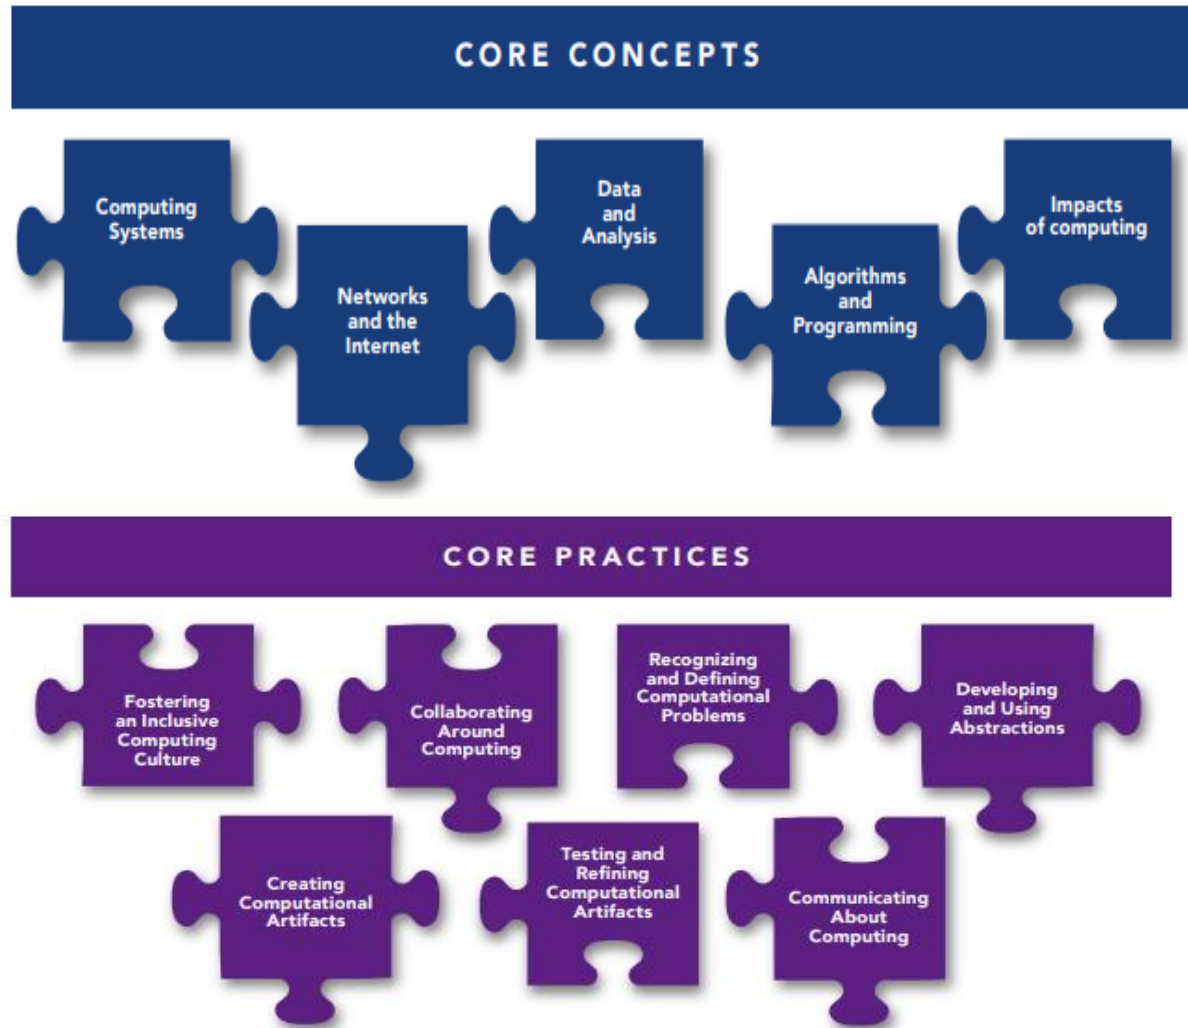 CORE CONCEPTS
Computing
Systems
Networks
and the
Internet
Data
and
Analysis
Algorithms
and
Programming
Impacts
of computing
CORE PRACTICES
Fostering
an Inclusive
Computing
Culture
Collaborating
Around
Computing
Recognizing
and Defining
Computational
Problems
Developing
and Using
Abstractions
Creating
Computational
Artifacts
Testing and
Refining
Computational
Artifacts
Communicating
About
Computing